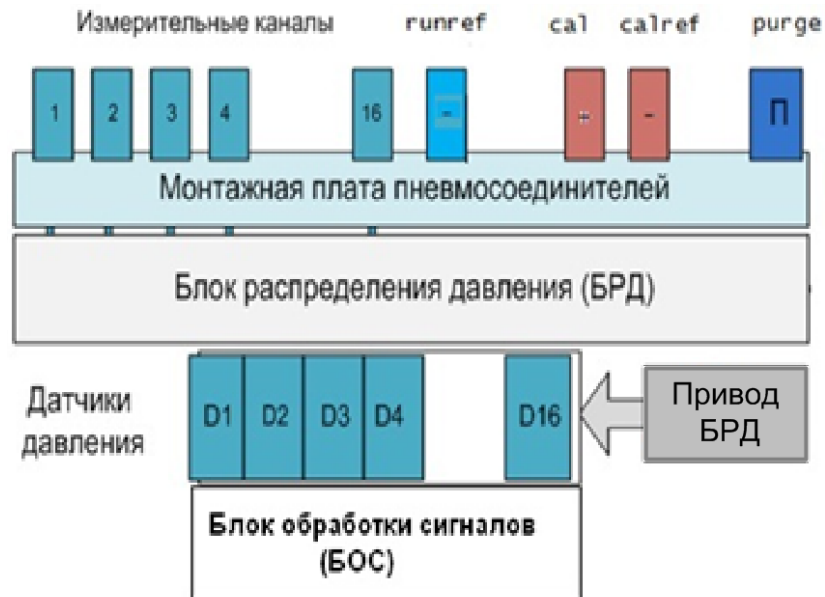 Измерительные каналы runref cal calref purge
1 2 3 4 16 - + - П
Монтажная плата пневмосоединителей
Блок распределения давления (БРД)
Датчики
давления
D1 D2 D3 D4 D16
Привод
БРД
Блок обработки сигналов
(БОС)